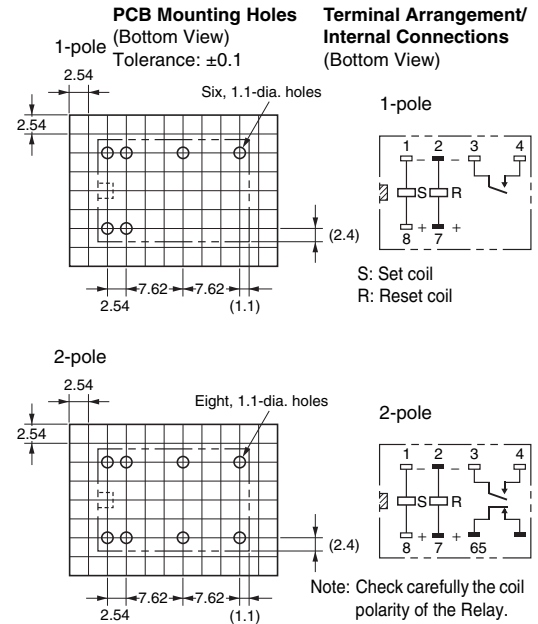 PCB Mounting Holes
(Bottom View)
Tolerance: ±0.1
1-pole
2.54
Six, 1.1-dia. holes
2.54
(2.4)
7.62
7.62
2.54
(1.1)
Terminal Arrangement/
Internal Connections
(Bottom View)
1-pole
1 2 3 4
− −
S R
+ +
8 7
S: Set coil
R: Reset coil
2-pole
2.54
Eight, 1.1-dia. holes
2.54
(2.4)
7.62
7.62
2.54
(1.1)
2-pole
1 2 3 4
− −
S R
+ +
8 7 65
Note: Check carefully the coil
polarity of the Relay.